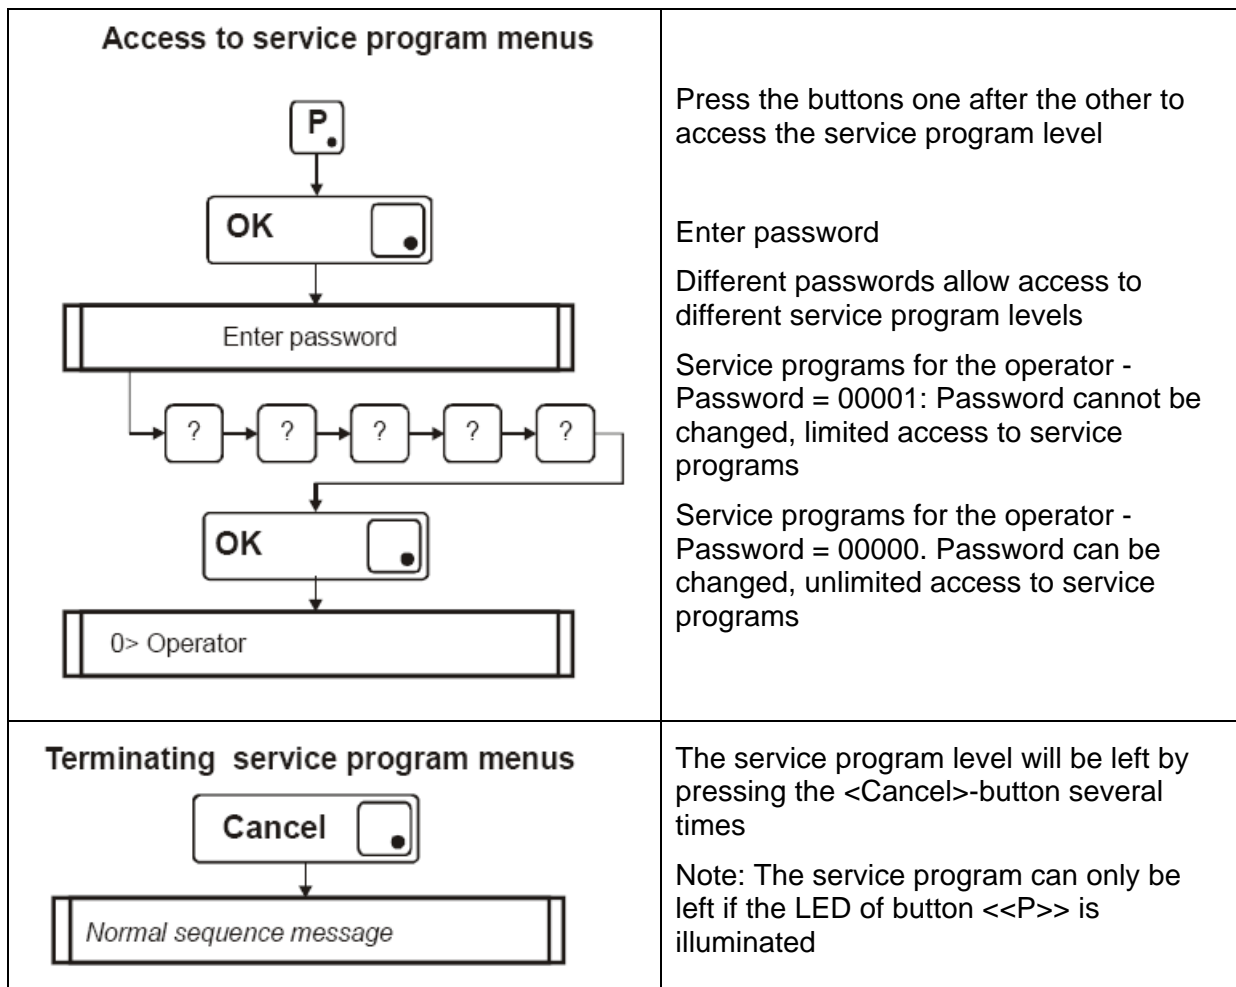 Access to service program menus
P
OK
Enter password
? ? ? ? ?
OK
0> Operator
Press the buttons one after the other to
access the service program level
Enter password
Different passwords allow access to
different service program levels
Service programs for the operator -
Password = 00001: Password cannot be
changed, limited access to service
programs
Service programs for the operator -
Password = 00000. Password can be
changed, unlimited access to service
programs
Terminating service program menus
Cancel
Normal sequence message
The service program level will be left by
pressing the <Cancel>-button several
times
Note: The service program can only be
left if the LED of button <<P>> is
illuminated